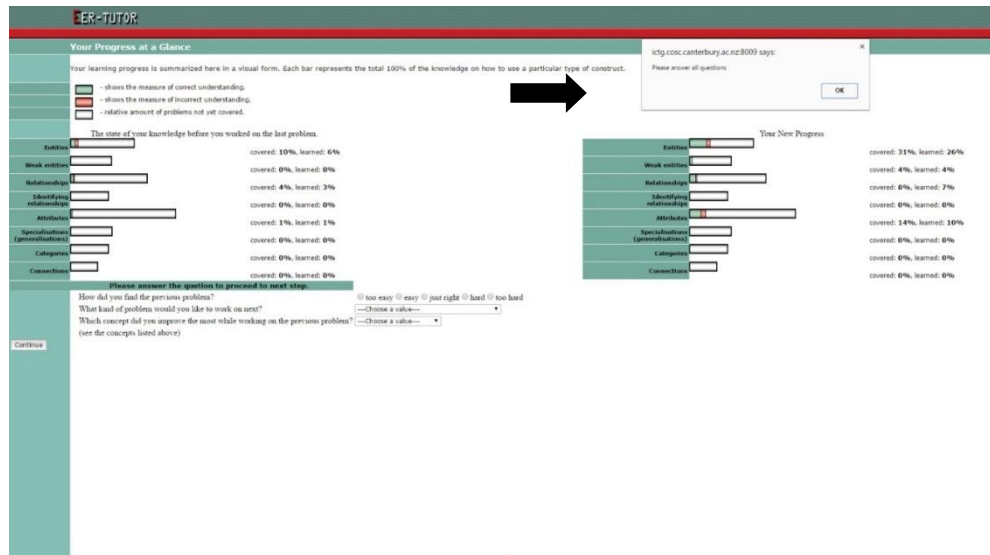 EER-TUTOR
Your Progress at a Glance
Your learning progress is summarized here in a visual form. Each bar represents the total 100% of the knowledge on how to use a particular type of construct.
- shows the measure of correct understanding.
- shows the measure of incorrect understanding.
- relative amount of problems not yet covered.
ictg.cosc.canterbury.ac.nz:8009 says:
Please answer all questions
OK
The state of your knowledge before you worked on the last problem.
Entities
covered: 10%, learned: 6%
Weak entities
covered: 0%, learned: 0%
Relationships
covered: 4%, learned: 3%
Identifying
relationships
covered: 0%, learned: 0%
Attributes
covered: 1%, learned: 1%
Specialisations
(generalisations)
covered: 0%, learned: 0%
Categories
covered: 0%, learned: 0%
Connections
covered: 0%, learned: 0%
Your New Progress
Entities
covered: 31%, learned: 26%
Weak entities
covered: 4%, learned: 4%
Relationships
covered: 8%, learned: 7%
Identifying
relationships
covered: 0%, learned: 0%
Attributes
covered: 14%, learned: 10%
Specialisations
(generalisations)
covered: 0%, learned: 0%
Categories
covered: 0%, learned: 0%
Connections
covered: 0%, learned: 0%
Please answer the quetion to proceed to next step.
How did you find the previous problem? too easy easy just right hard too hard
What kind of problem would you like to work on next? ---Choose a value---
Which concept did you improve the most while working on the previous problem? ---Choose a value---
(see the concepts listed above)
Continue